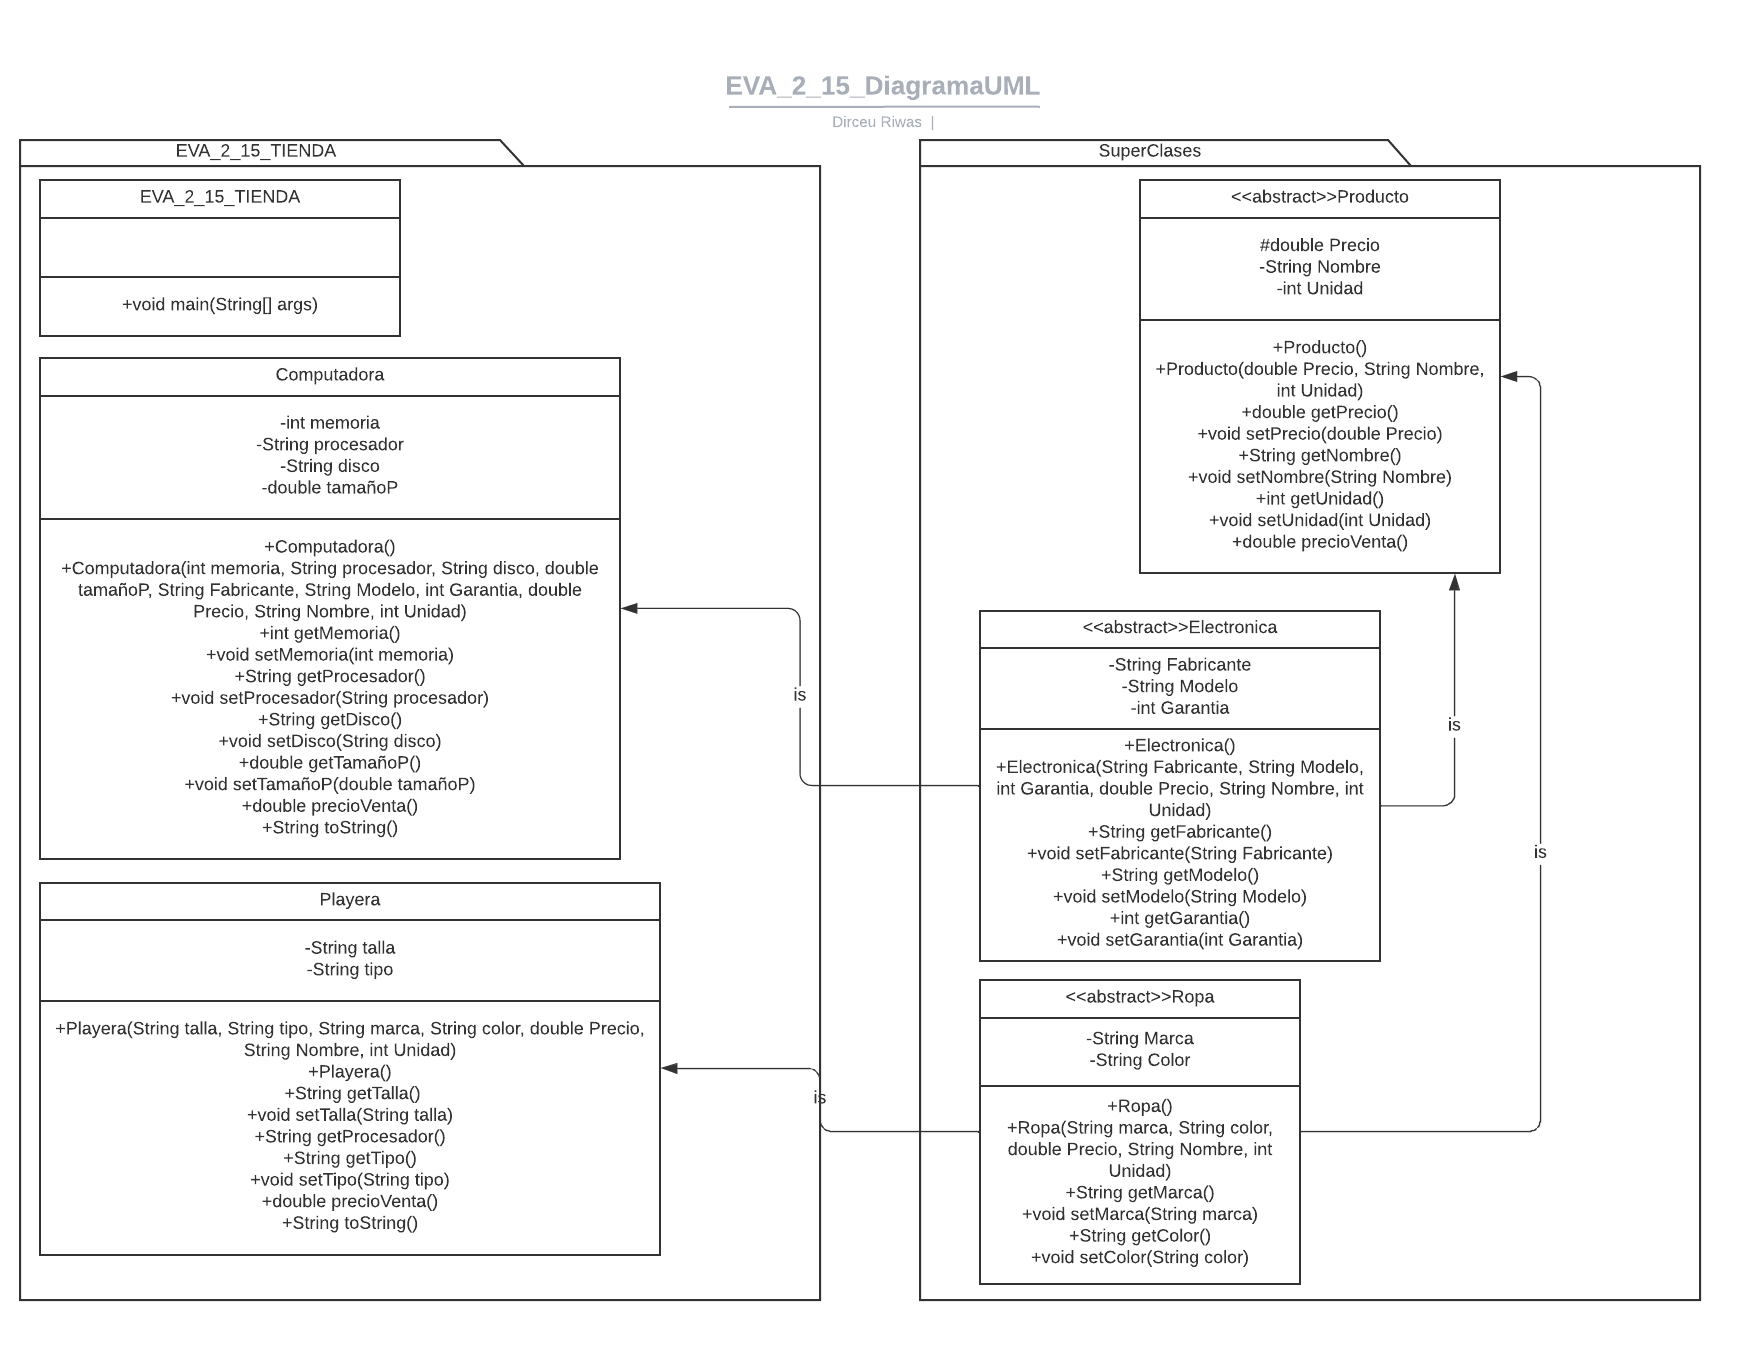 EVA_2_15_DiagramaUML
Dirceu Riwas |
EVA_2_15_TIENDA
EVA_2_15_TIENDA
+void main(String[] args)
Computadora
-int memoria
-String procesador
-String disco
-double tamañoP
+Computadora()
+Computadora(int memoria, String procesador, String disco, double
tamañoP, String Fabricante, String Modelo, int Garantia, double
Precio, String Nombre, int Unidad)
+int getMemoria()
+void setMemoria(int memoria)
+String getProcesador()
+void setProcesador(String procesador)
+String getDisco()
+void setDisco(String disco)
+double getTamañoP()
+void setTamañoP(double tamañoP)
+double precioVenta()
+String toString()
Playera
-String talla
-String tipo
+Playera(String talla, String tipo, String marca, String color, double Precio,
String Nombre, int Unidad)
+Playera()
+String getTalla()
+void setTalla(String talla)
+String getProcesador()
+String getTipo()
+void setTipo(String tipo)
+double precioVenta()
+String toString()
is
is
SuperClases
<<abstract>>Producto
#double Precio
-String Nombre
-int Unidad
+Producto()
+Producto(double Precio, String Nombre,
int Unidad)
+double getPrecio()
+void setPrecio(double Precio)
+String getNombre()
+void setNombre(String Nombre)
+int getUnidad()
+void setUnidad(int Unidad)
+double precioVenta()
<<abstract>>Electronica
-String Fabricante
-String Modelo
-int Garantia
+Electronica()
+Electronica(String Fabricante, String Modelo,
int Garantia, double Precio, String Nombre, int
Unidad)
+String getFabricante()
+void setFabricante(String Fabricante)
+String getModelo()
+void setModelo(String Modelo)
+int getGarantia()
+void setGarantia(int Garantia)
is
is
<<abstract>>Ropa
-String Marca
-String Color
+Ropa()
+Ropa(String marca, String color,
double Precio, String Nombre, int
Unidad)
+String getMarca()
+void setMarca(String marca)
+String getColor()
+void setColor(String color)